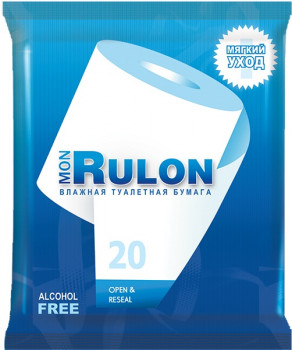 МЯГКИЙ
УХОД
MON
RULON
ВЛАЖНАЯ ТУАЛЕТНАЯ БУМАГА
20
OPEN &
RESEAL
ALCOHOL
FREE